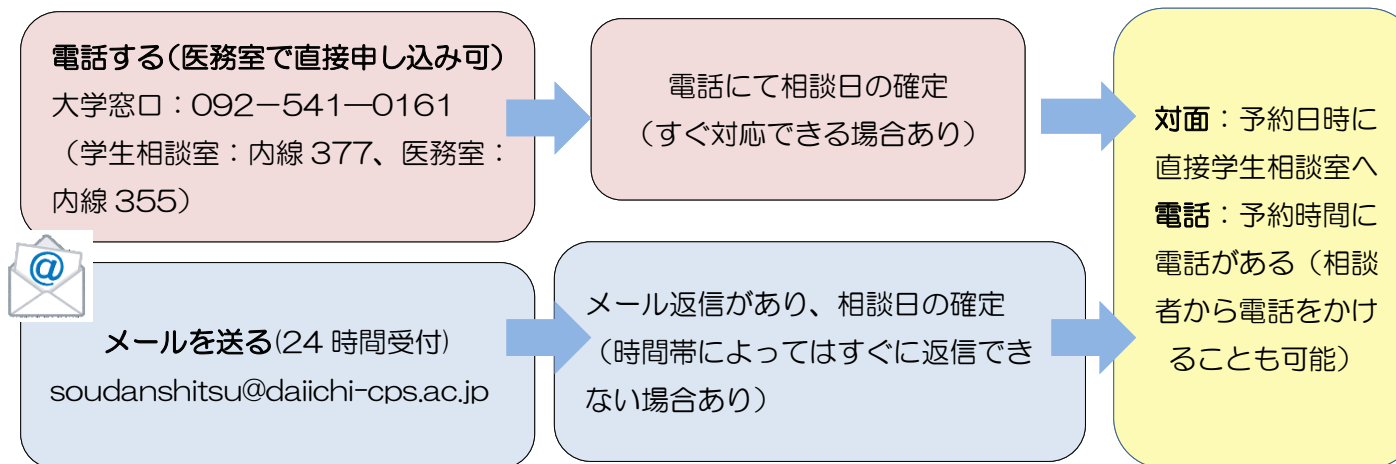 電話する(医務室で直接申し込み可)
大学窓口：092－541―0161
（学生相談室：内線 377、医務室：
内線 355）
電話にて相談日の確定
（すぐ対応できる場合あり）
@
メールを送る(24 時間受付)
soudanshitsu@daiichi-cps.ac.jp
メール返信があり、相談日の確定
（時間帯によってはすぐに返信でき
ない場合あり）
対面：予約日時に
直接学生相談室へ
電話：予約時間に
電話がある（相談
者から電話をかけ
ることも可能）